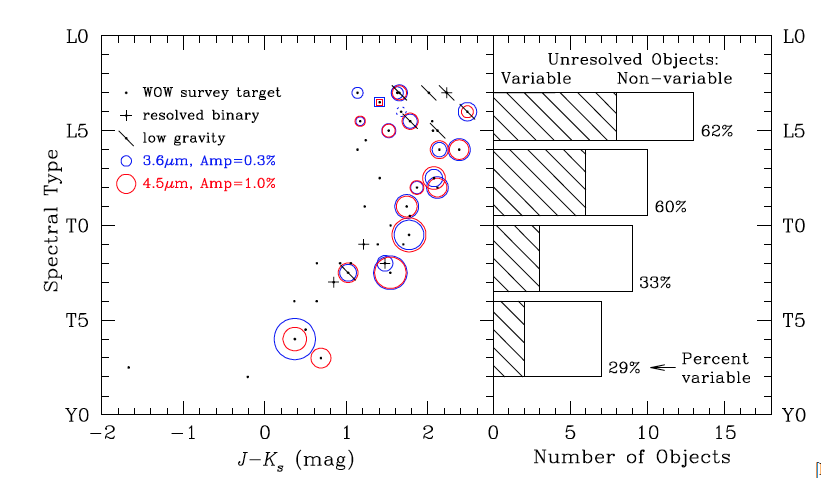 L0
L5
T0
T5
Y0
Spectral Type
WOW survey target
resolved binary
low gravity
3.6μm, Amp=0.3%
4.5μm, Amp=1.0%
−2
−1
0
1
2
J−Ks (mag)
Unresolved Objects:
Variable Non-variable
62%
60%
33%
29%
Percent
variable
0
5
10
15
Number of Objects
L0
L5
T0
T5
Y0